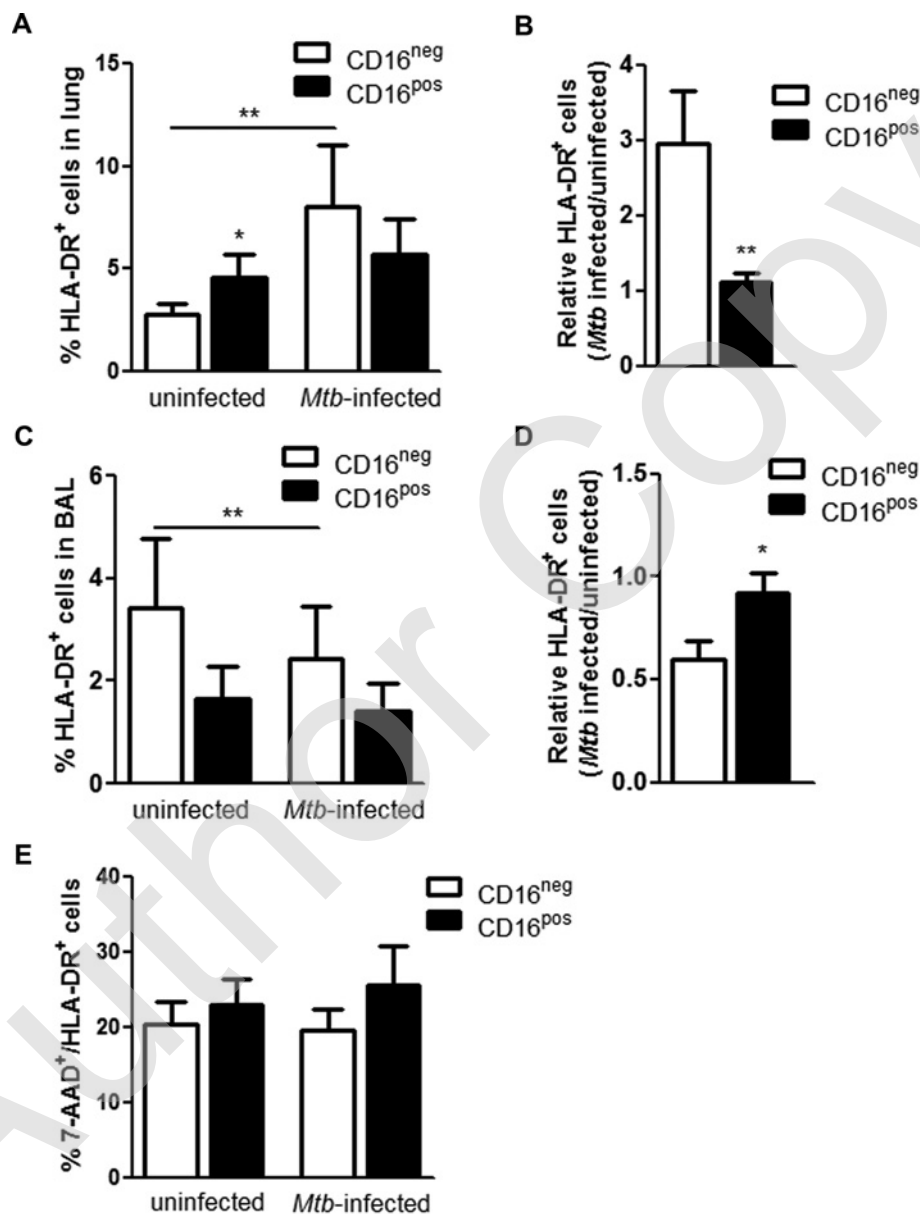 A
% HLA-DR⁺ cells in lung
15
10
5
0
**
*
CD16ⁿᵉᵍ
CD16ᵖᵒˢ
uninfected
Mtb-infected
B
Relative HLA-DR⁺ cells
(Mtb infected/uninfected)
4
3
2
1
0
**
CD16ⁿᵉᵍ
CD16ᵖᵒˢ
C
% HLA-DR⁺ cells in BAL
6
4
2
0
**
CD16ⁿᵉᵍ
CD16ᵖᵒˢ
uninfected
Mtb-infected
D
Relative HLA-DR⁺ cells
(Mtb infected/uninfected)
1.5
1.0
0.5
0.0
*
CD16ⁿᵉᵍ
CD16ᵖᵒˢ
E
% 7-AAD⁺/HLA-DR⁺ cells
40
30
20
10
0
CD16ⁿᵉᵍ
CD16ᵖᵒˢ
uninfected
Mtb-infected
Author Copy